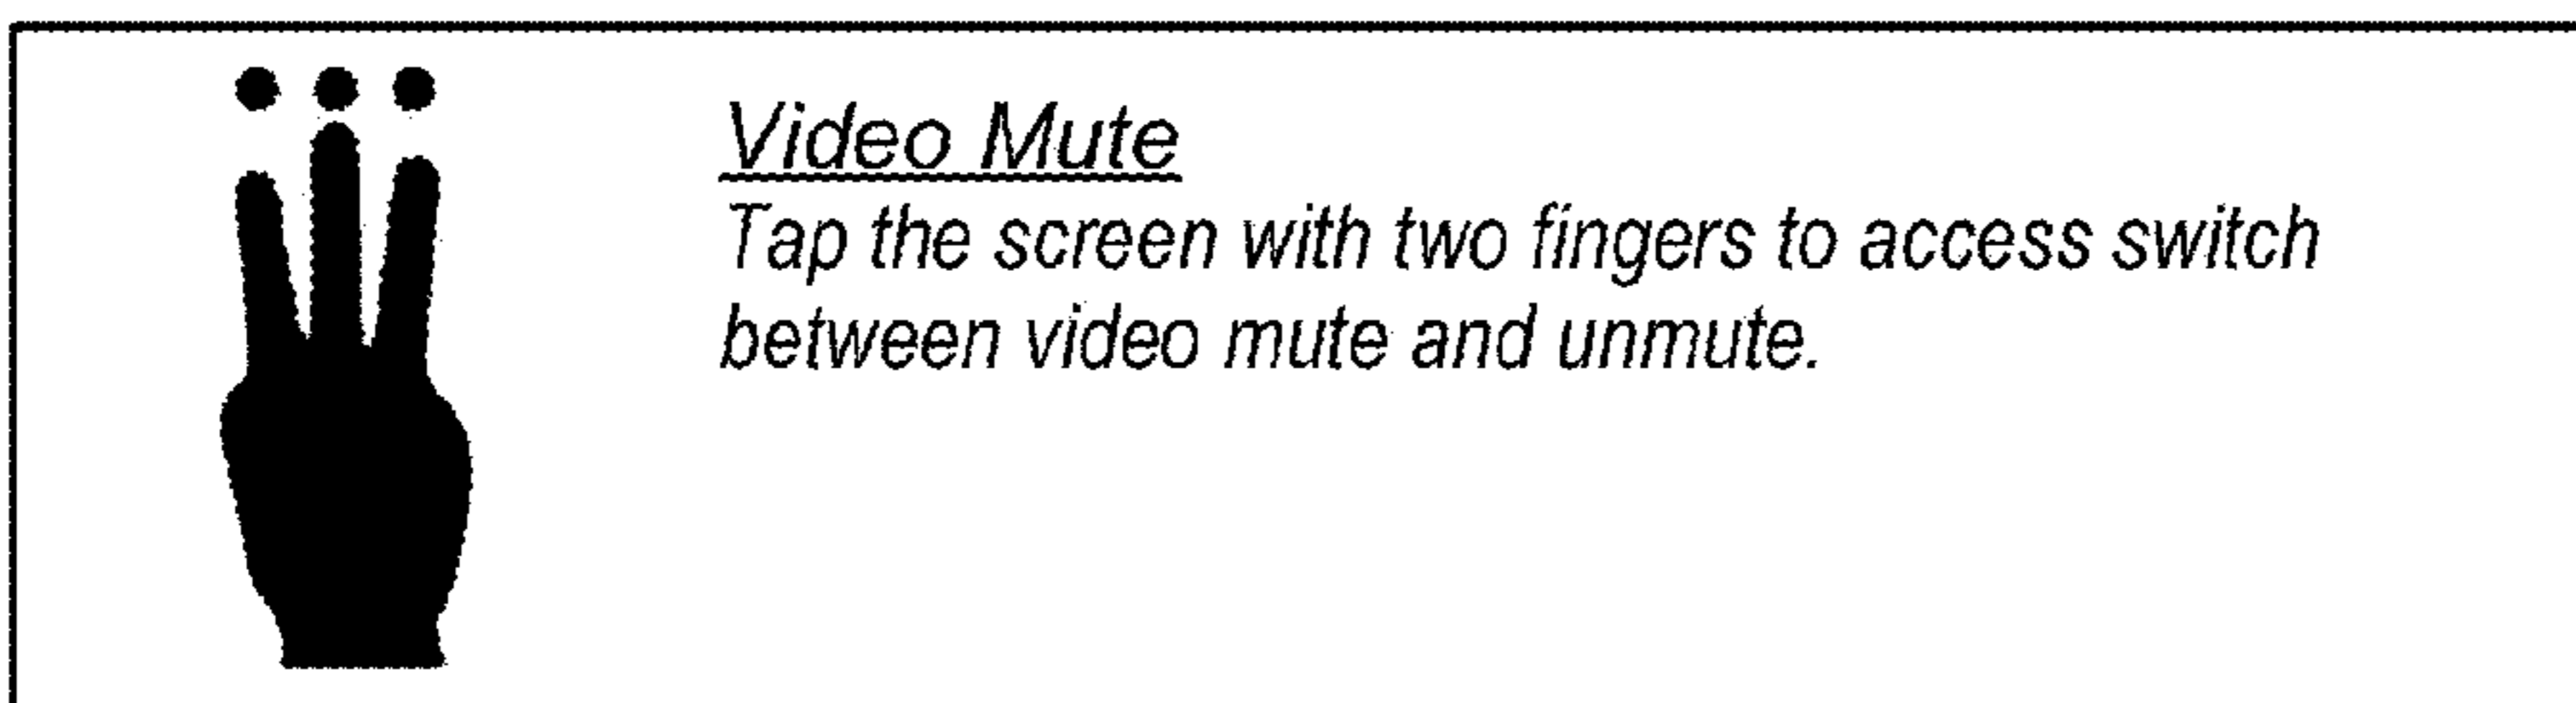 Video Mute
Tap the screen with two fingers to access switch
between video mute and unmute.